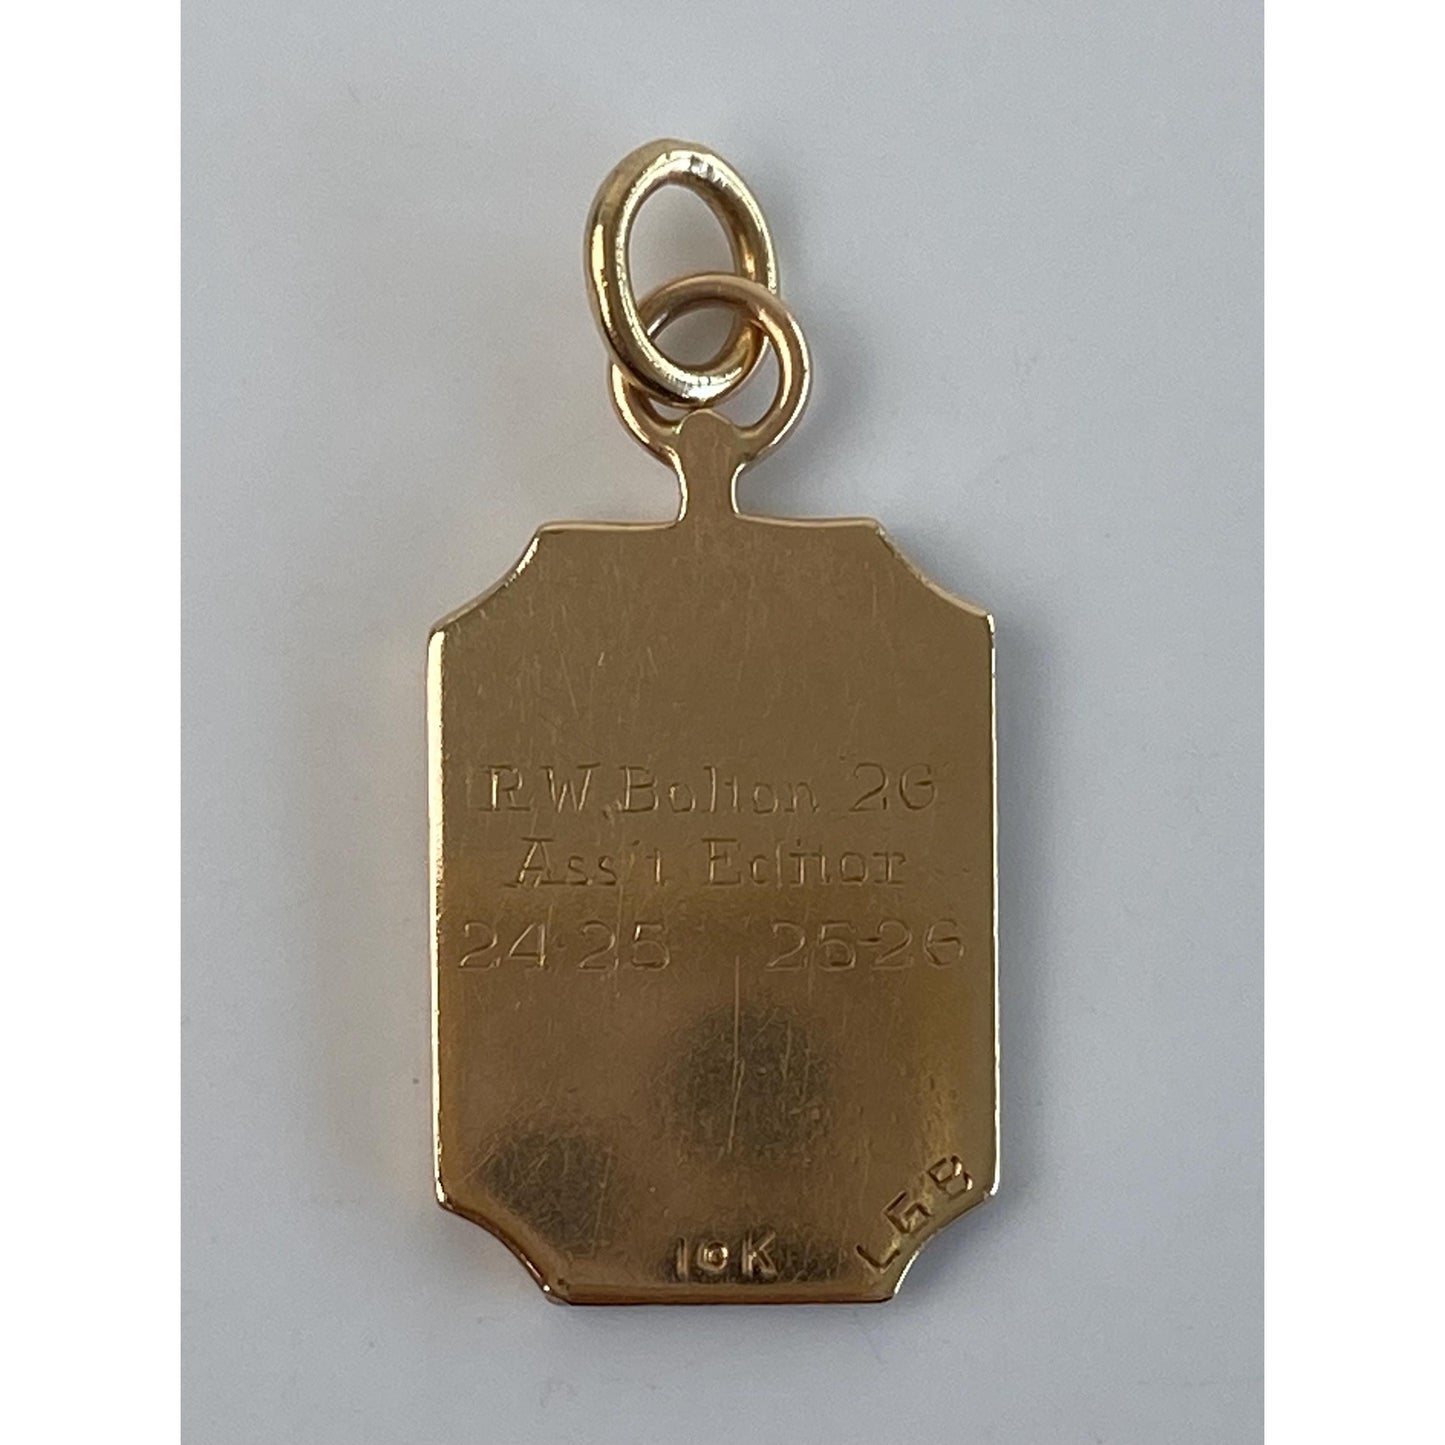 R.W. Bolton 26
Ass't Editor
24-25 25-26
10K
LGB